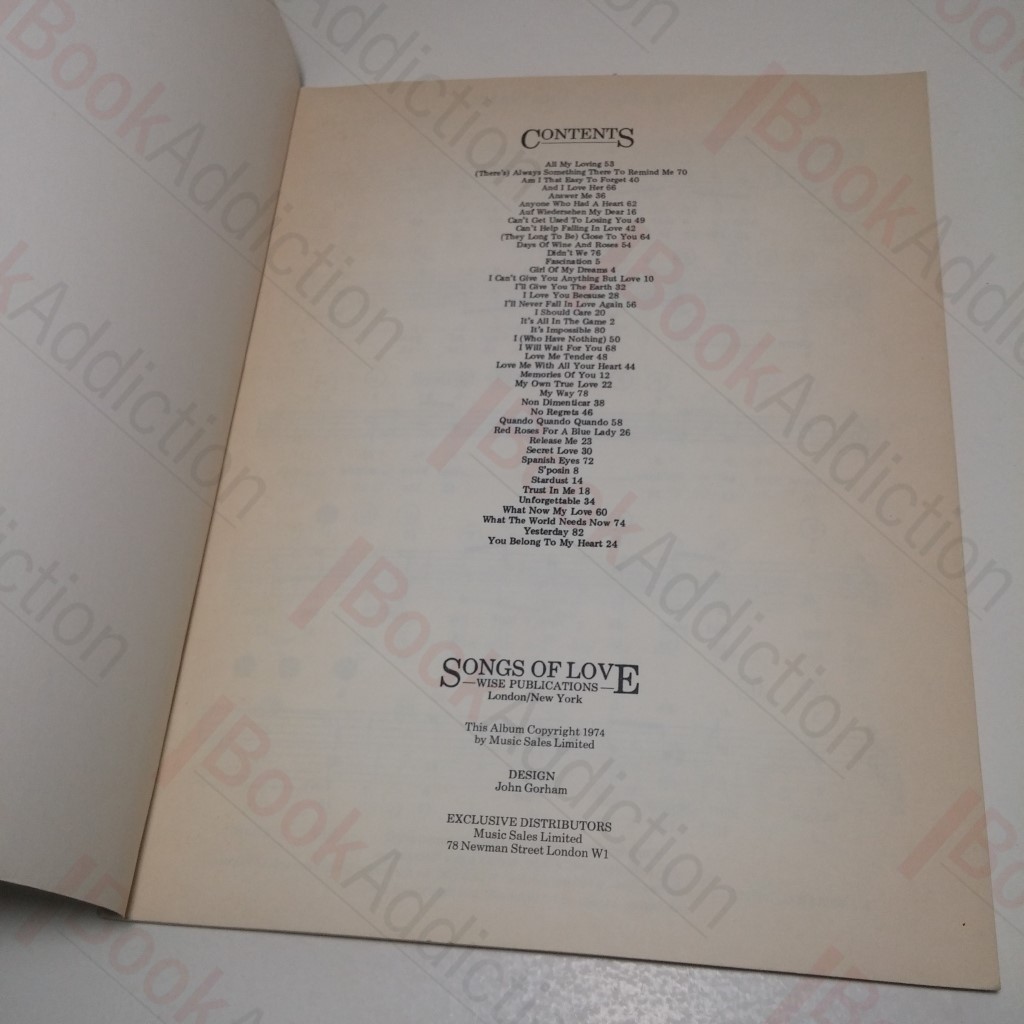 CONTENTS
All My Loving 53
(There's) Always Something There To Remind Me 70
Am I That Easy To Forget 40
And I Love Her 66
Answer Me 36
Anyone Who Had A Heart 62
Auf Wiedersehen My Dear 16
Can't Get Used To Losing You 49
Can't Help Falling In Love 42
(They Long To Be) Close To You 64
Days Of Wine And Roses 54
Didn't We 76
Fascination 5
Girl Of My Dreams 4
I Can't Give You Anything But Love 10
I'll Give You The Earth 32
I Love You Because 28
I'll Never Fall In Love Again 56
I Should Care 20
It's All In The Game 2
It's Impossible 80
I (Who Have Nothing) 50
I Will Wait For You 68
Love Me Tender 48
Love Me With All Your Heart 44
Memories Of You 12
My Own True Love 22
My Way 78
Non Dimenticar 38
No Regrets 46
Quando Quando Quando 58
Red Roses For A Blue Lady 26
Release Me 23
Secret Love 30
Spanish Eyes 72
S'posin 8
Stardust 14
Trust In Me 18
Unforgettable 34
What Now My Love 60
What The World Needs Now 74
Yesterday 82
You Belong To My Heart 24
SONGS OF LOVE
—WISE PUBLICATIONS—
London/New York
This Album Copyright 1974
by Music Sales Limited
DESIGN
John Gorham
EXCLUSIVE DISTRIBUTORS
Music Sales Limited
78 Newman Street London W1
BookAddiction